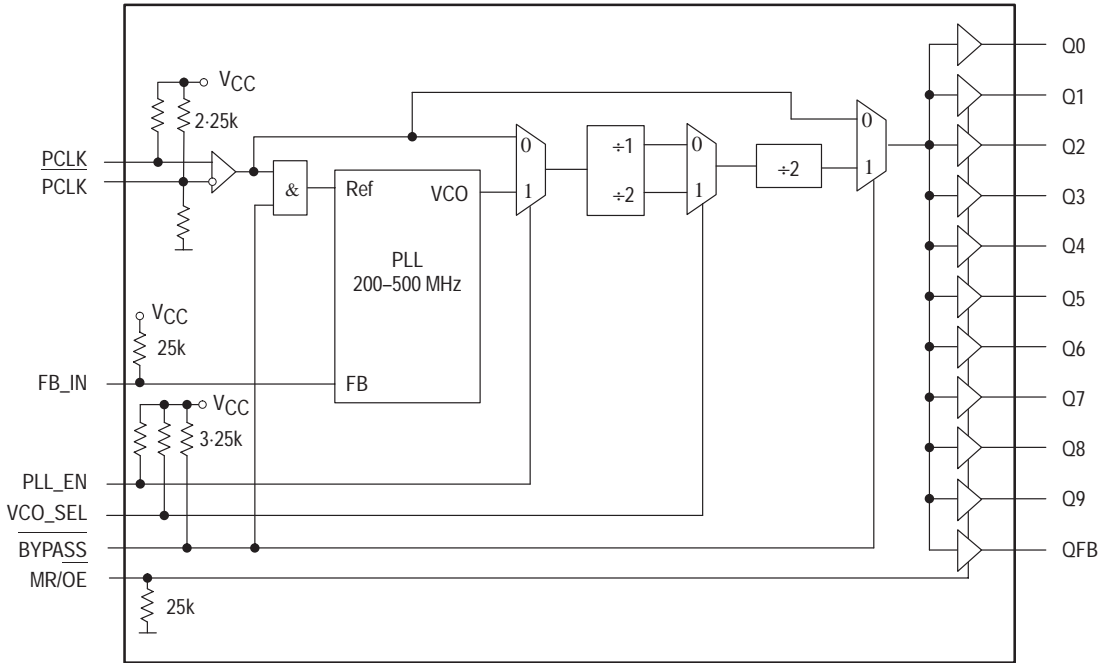 VCC
2·25k
PCLK
PCLK
&
Ref
VCO
PLL
200–500 MHz
FB
0
1
÷1
÷2
0
1
÷2
0
1
VCC
25k
FB_IN
VCC
3·25k
PLL_EN
VCO_SEL
BYPASS
MR/OE
25k
Q0
Q1
Q2
Q3
Q4
Q5
Q6
Q7
Q8
Q9
QFB